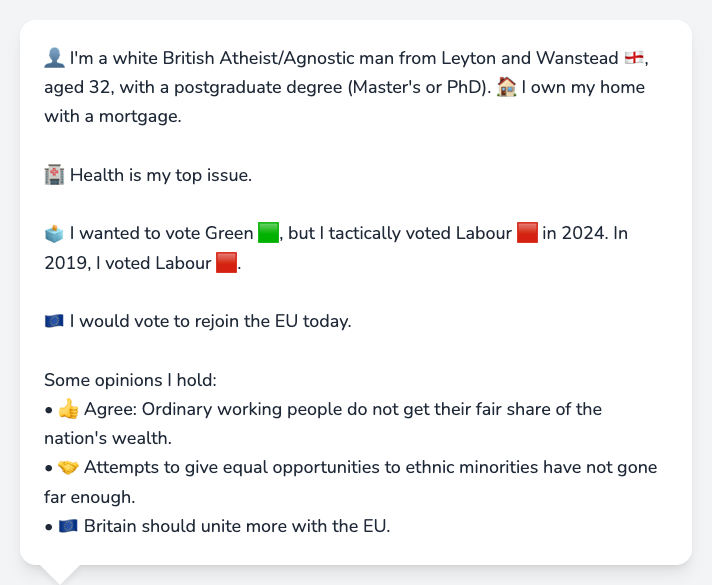 👤 I'm a white British Atheist/Agnostic man from Leyton and Wanstead 🏴󠁧󠁢󠁥󠁮󠁧󠁿,
aged 32, with a postgraduate degree (Master's or PhD). 🏠 I own my home
with a mortgage.
🏥 Health is my top issue.
🗳️ I wanted to vote Green 🟩, but I tactically voted Labour 🟥 in 2024. In
2019, I voted Labour 🟥.
🇪🇺 I would vote to rejoin the EU today.
Some opinions I hold:
• 👍 Agree: Ordinary working people do not get their fair share of the
nation's wealth.
• 🤝 Attempts to give equal opportunities to ethnic minorities have not gone
far enough.
• 🇪🇺 Britain should unite more with the EU.